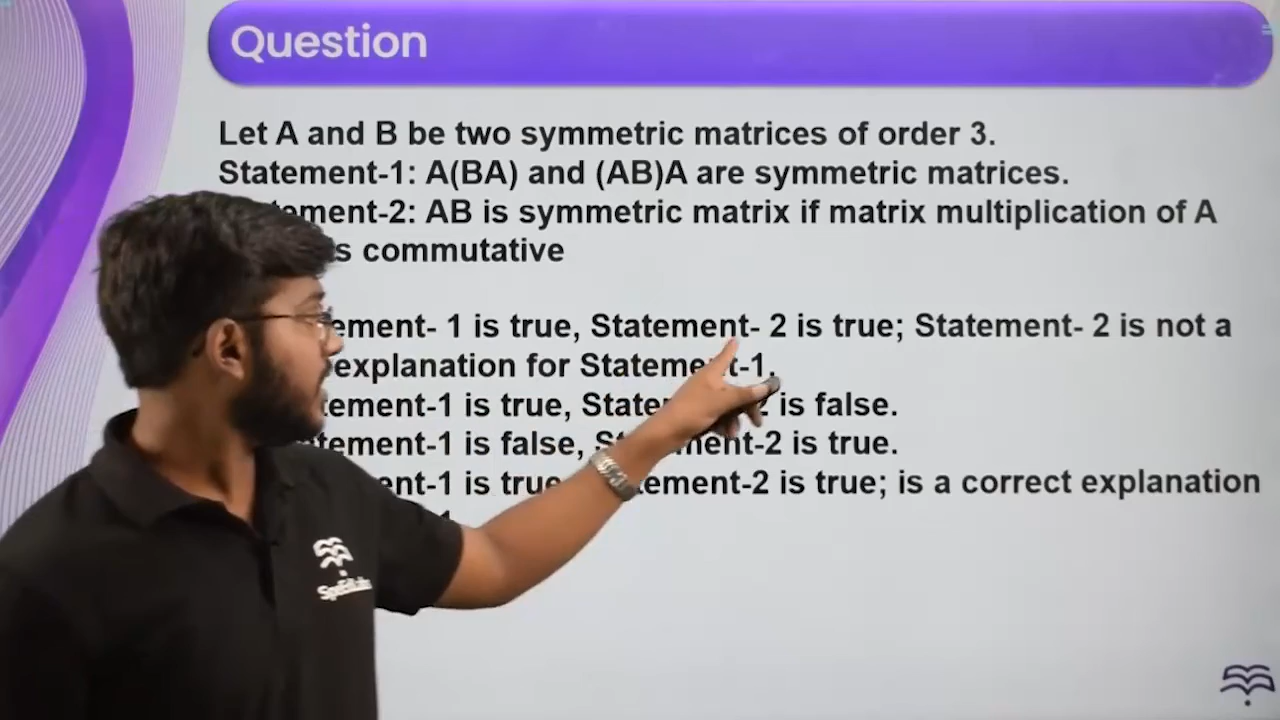 Question
Let A and B be two symmetric matrices of order 3.
Statement-1: A(BA) and (AB)A are symmetric matrices.
ement-2: AB is symmetric matrix if matrix multiplication of A
s commutative
ement- 1 is true, Statement- 2 is true; Statement- 2 is not a
explanation for Stateme t-1.
tement-1 is true, State 2 is false.
tement-1 is false, S ment-2 is true.
ent-1 is true tement-2 is true; is a correct explanation